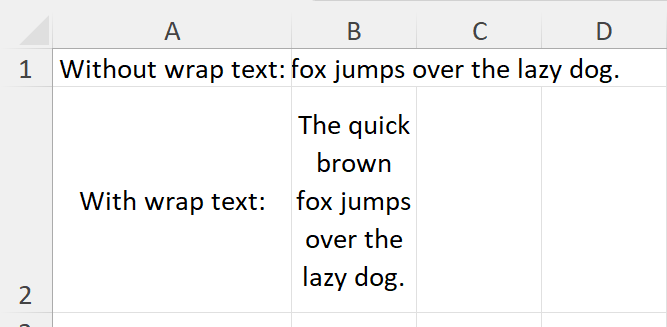 A B C D
1 Without wrap text: fox jumps over the lazy dog.
The quick
brown
With wrap text: fox jumps
over the
lazy dog.
2